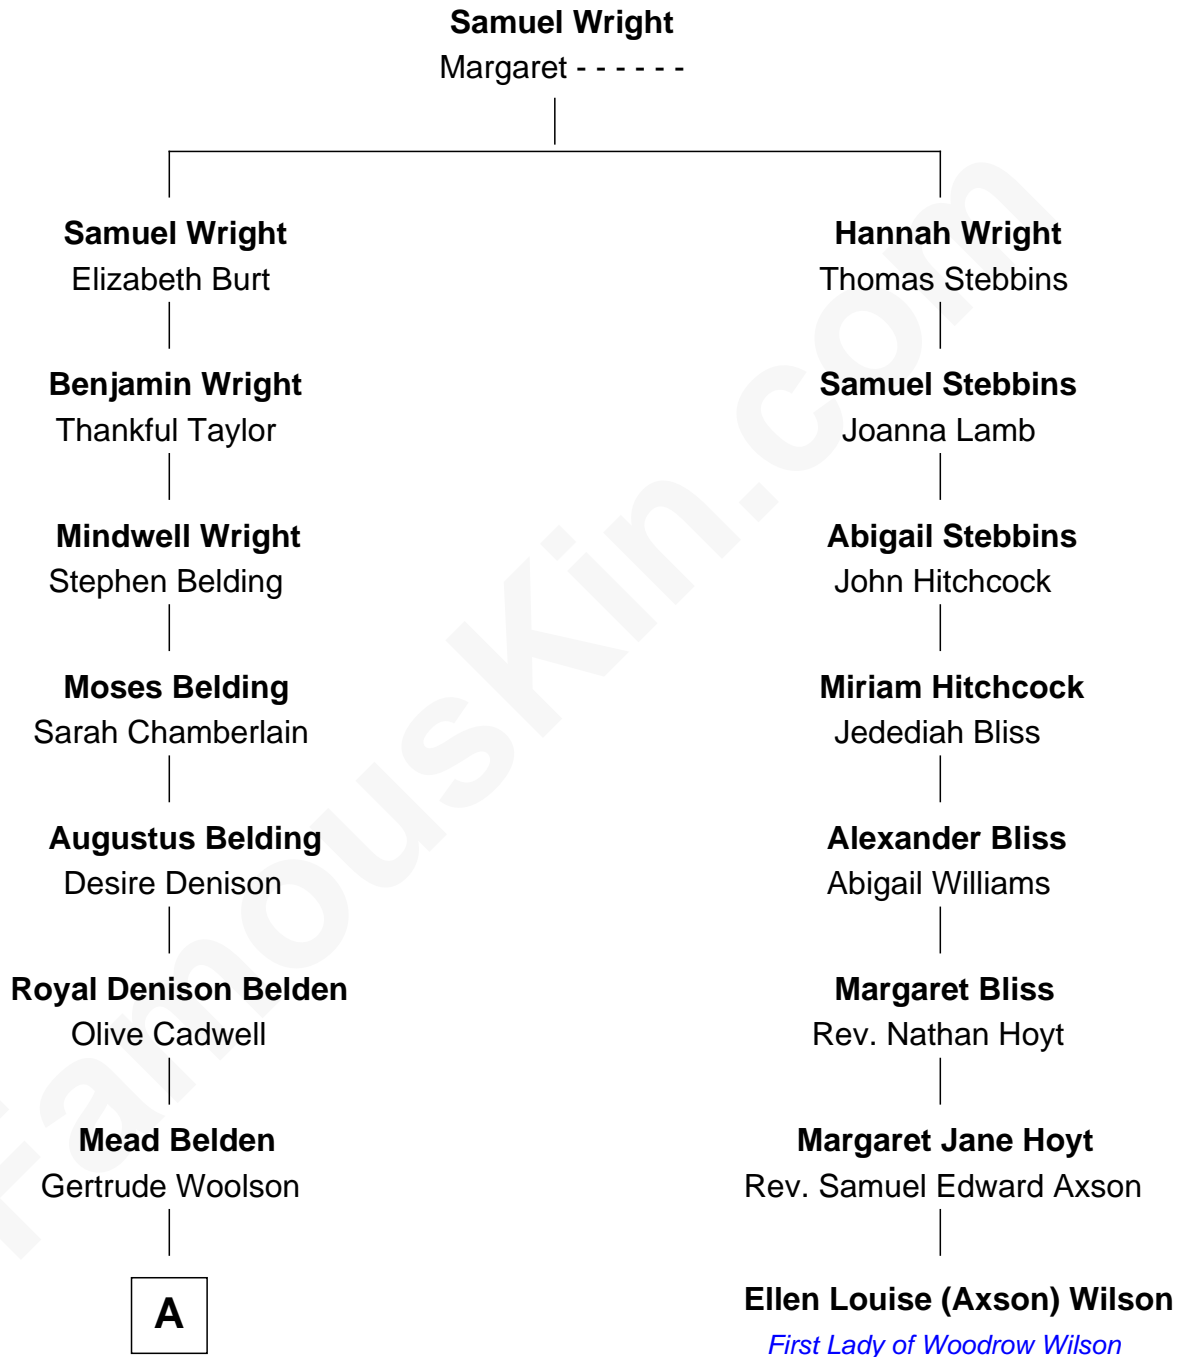 Samuel Wright
Margaret - - - - - -
Samuel Wright
Elizabeth Burt
Hannah Wright
Thomas Stebbins
Benjamin Wright
Thankful Taylor
Samuel Stebbins
Joanna Lamb
Mindwell Wright
Stephen Belding
Abigail Stebbins
John Hitchcock
Moses Belding
Sarah Chamberlain
Miriam Hitchcock
Jedediah Bliss
Augustus Belding
Desire Denison
Alexander Bliss
Abigail Williams
Royal Denison Belden
Olive Cadwell
Margaret Bliss
Rev. Nathan Hoyt
Mead Belden
Gertrude Woolson
Margaret Jane Hoyt
Rev. Samuel Edward Axson
A
Ellen Louise (Axson) Wilson
First Lady of Woodrow Wilson
FamousKin.com